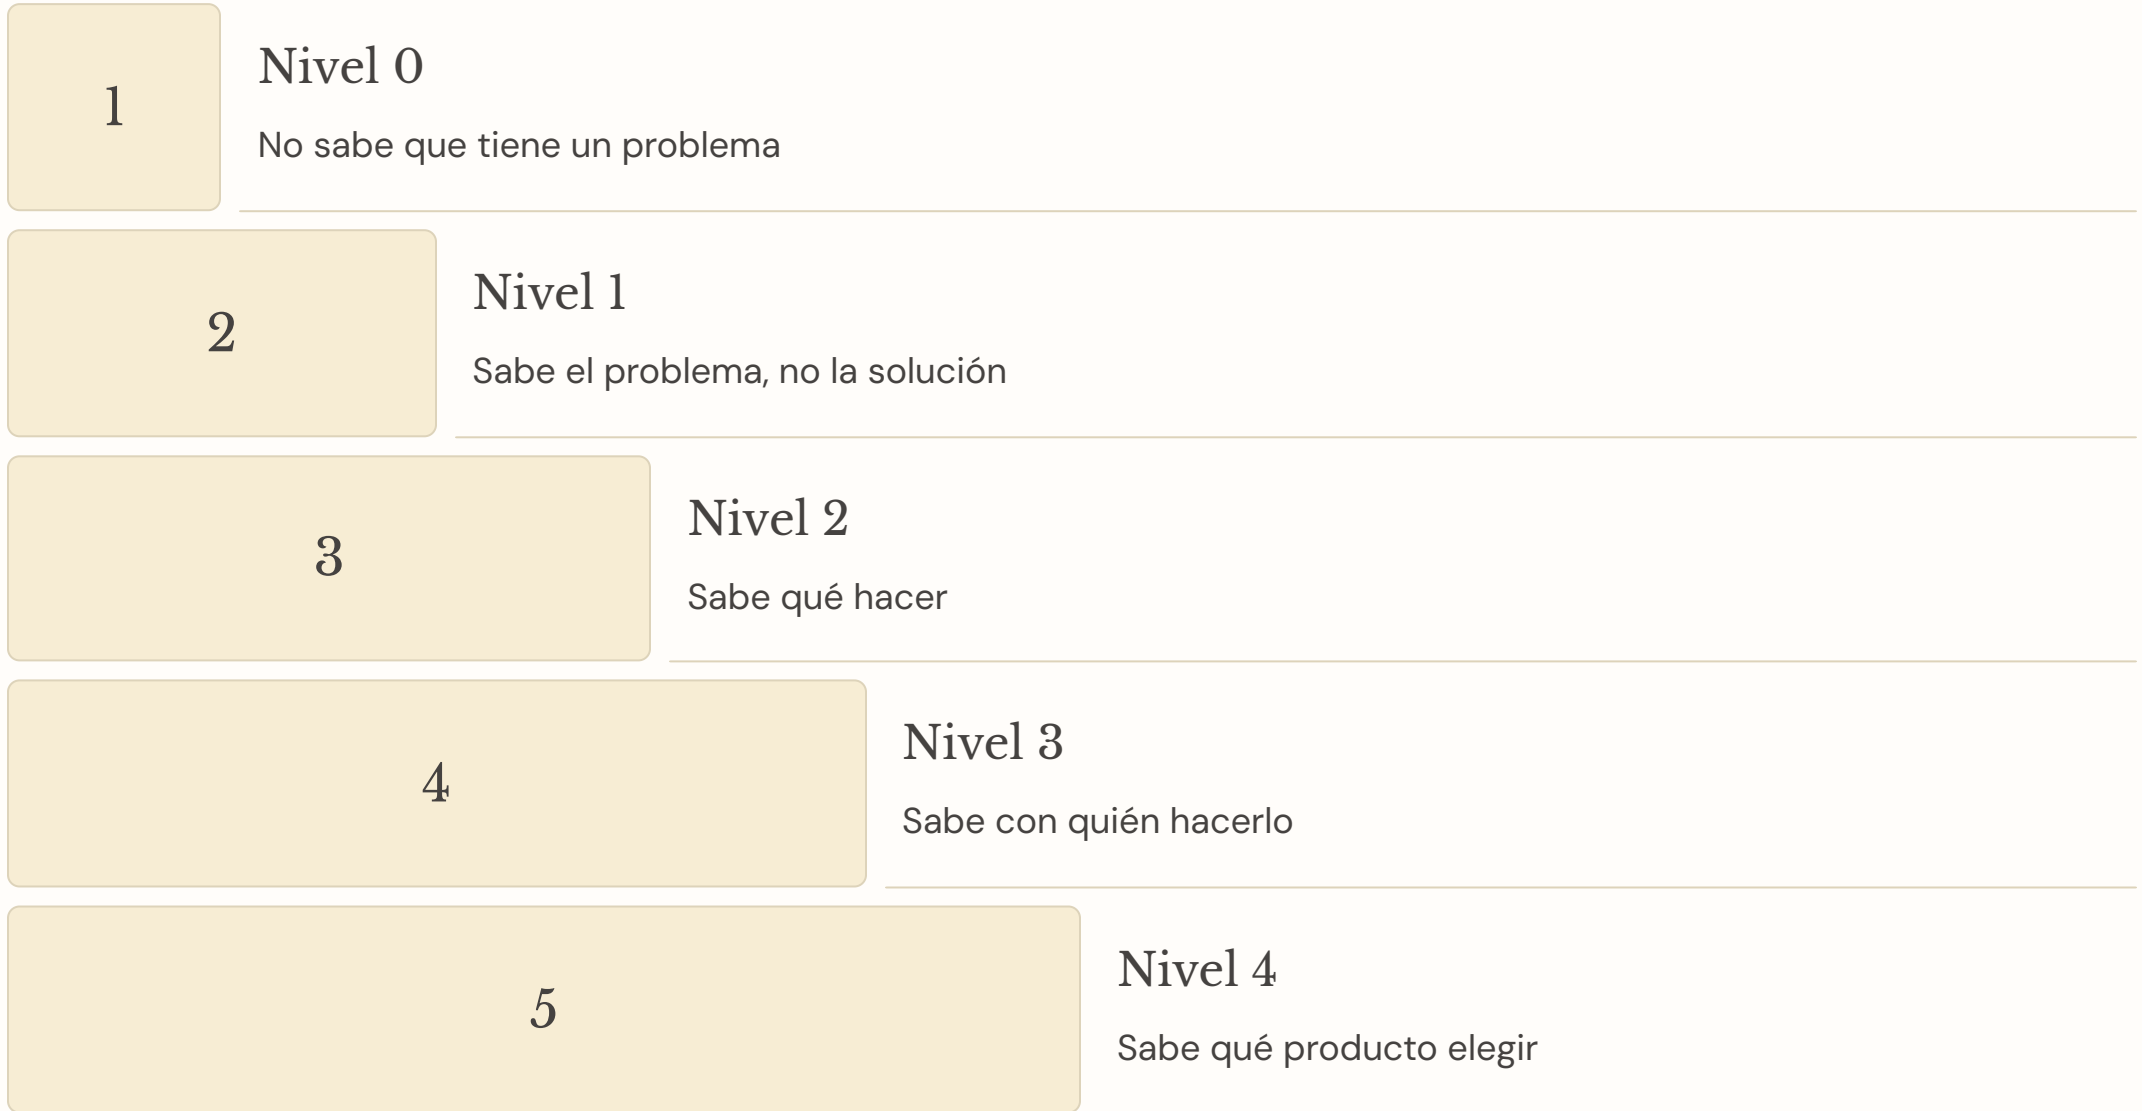 1
Nivel 0
No sabe que tiene un problema
2
Nivel 1
Sabe el problema, no la solución
3
Nivel 2
Sabe qué hacer
4
Nivel 3
Sabe con quién hacerlo
5
Nivel 4
Sabe qué producto elegir